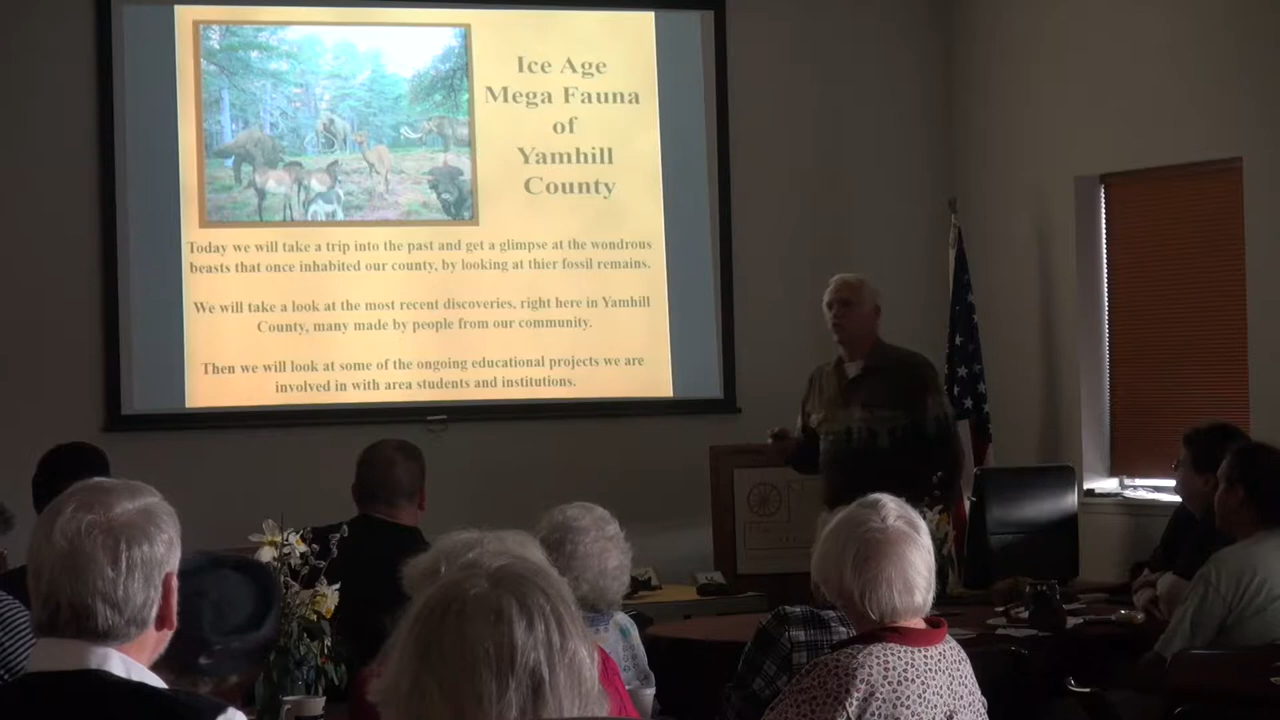 Ice Age
Mega Fauna
of
Yamhill
County
Today we will take a trip into the past and get a glimpse at the wondrous
beasts that once inhabited our county, by looking at thier fossil remains.
We will take a look at the most recent discoveries, right here in Yamhill
County, many made by people from our community.
Then we will look at some of the ongoing educational projects we are
involved in with area students and institutions.